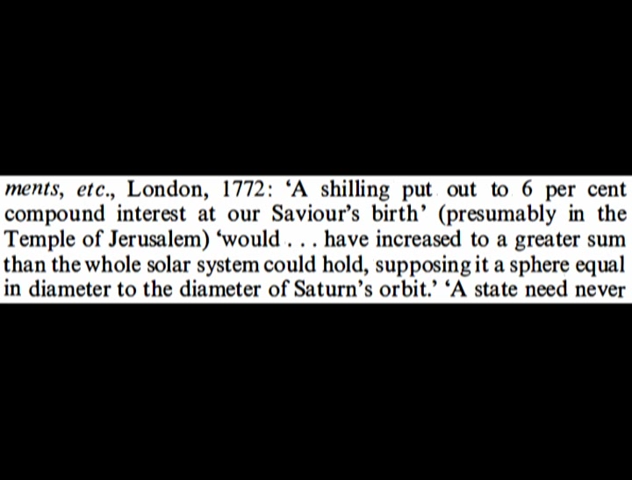 ments, etc., London, 1772: ‘A shilling put out to 6 per cent
compound interest at our Saviour’s birth’ (presumably in the
Temple of Jerusalem) ‘would . . . have increased to a greater sum
than the whole solar system could hold, supposing it a sphere equal
in diameter to the diameter of Saturn’s orbit.’ ‘A state need never